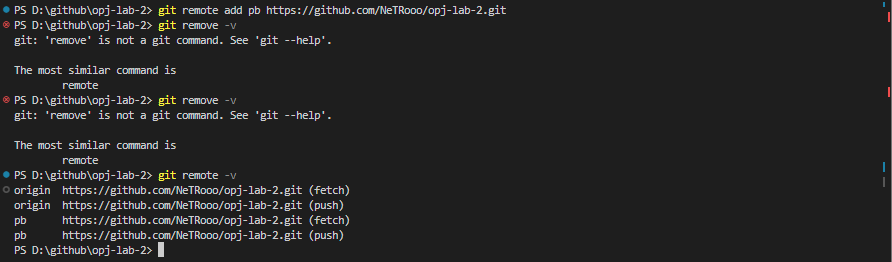 PS D:\github\opj-lab-2> git remote add pb https://github.com/NeTRooo/opj-lab-2.git
PS D:\github\opj-lab-2> git remove -v
git: 'remove' is not a git command. See 'git --help'.
The most similar command is
remote
PS D:\github\opj-lab-2> git remove -v
git: 'remove' is not a git command. See 'git --help'.
The most similar command is
remote
PS D:\github\opj-lab-2> git remote -v
origin  https://github.com/NeTRooo/opj-lab-2.git (fetch)
origin  https://github.com/NeTRooo/opj-lab-2.git (push)
pb      https://github.com/NeTRooo/opj-lab-2.git (fetch)
pb      https://github.com/NeTRooo/opj-lab-2.git (push)
PS D:\github\opj-lab-2>